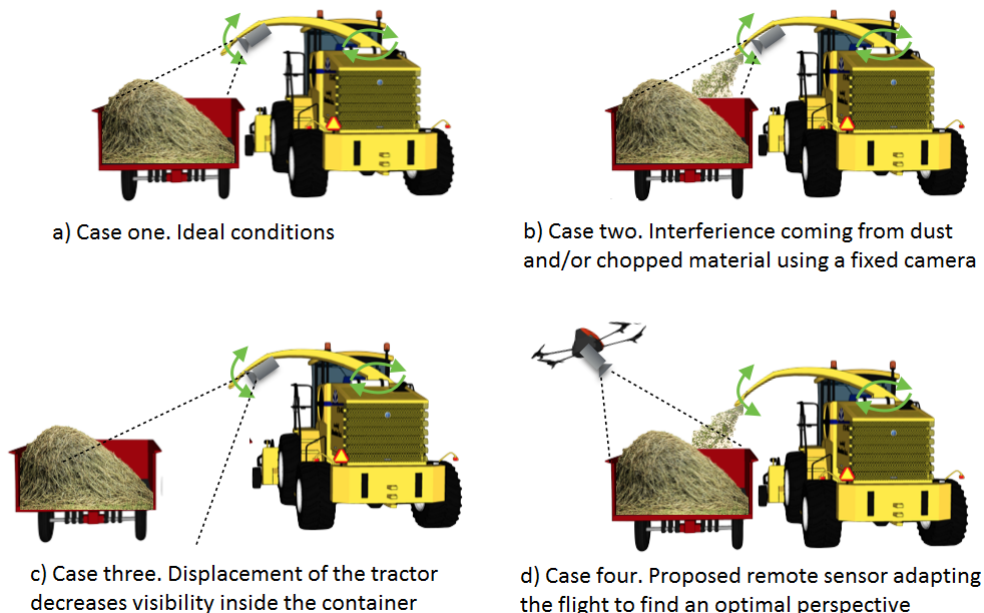 a) Case one. Ideal conditions
b) Case two. Interferience coming from dust
and/or chopped material using a fixed camera
c) Case three. Displacement of the tractor
decreases visibility inside the container
d) Case four. Proposed remote sensor adapting
the flight to find an optimal perspective